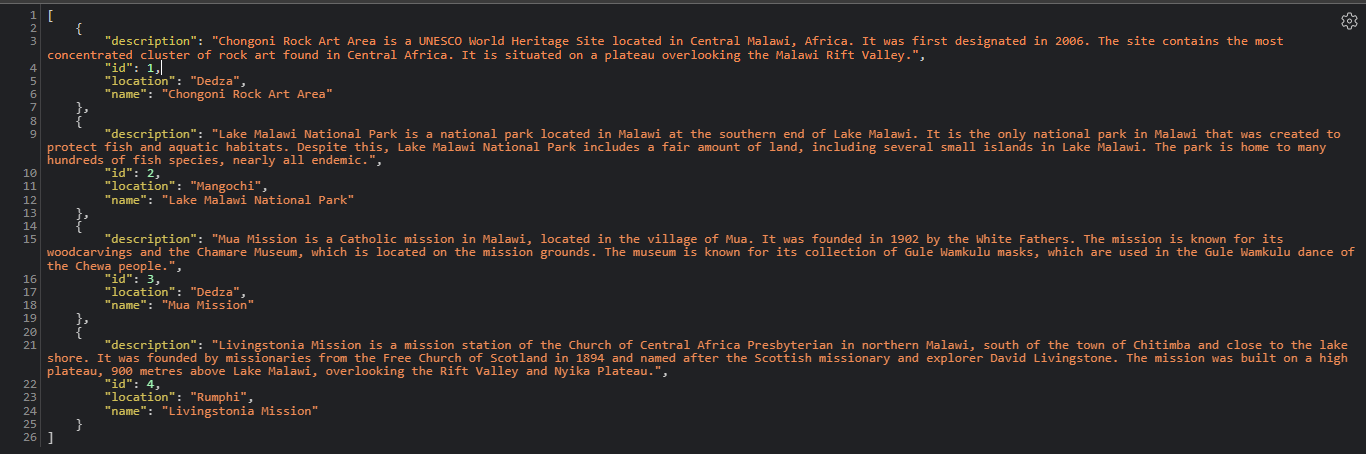 1 [
2     {
3         "description": "Chongoni Rock Art Area is a UNESCO World Heritage Site located in Central Malawi, Africa. It was first designated in 2006. The site contains the most
concentrated cluster of rock art found in Central Africa. It is situated on a plateau overlooking the Malawi Rift Valley.",
4         "id": 1,
5         "location": "Dedza",
6         "name": "Chongoni Rock Art Area"
7     },
8     {
9         "description": "Lake Malawi National Park is a national park located in Malawi at the southern end of Lake Malawi. It is the only national park in Malawi that was created to
protect fish and aquatic habitats. Despite this, Lake Malawi National Park includes a fair amount of land, including several small islands in Lake Malawi. The park is home to many
hundreds of fish species, nearly all endemic.",
10         "id": 2,
11         "location": "Mangochi",
12         "name": "Lake Malawi National Park"
13     },
14     {
15         "description": "Mua Mission is a Catholic mission in Malawi, located in the village of Mua. It was founded in 1902 by the White Fathers. The mission is known for its
woodcarvings and the Chamare Museum, which is located on the mission grounds. The museum is known for its collection of Gule Wamkulu masks, which are used in the Gule Wamkulu dance of
the Chewa people.",
16         "id": 3,
17         "location": "Dedza",
18         "name": "Mua Mission"
19     },
20     {
21         "description": "Livingstonia Mission is a mission station of the Church of Central Africa Presbyterian in northern Malawi, south of the town of Chitimba and close to the lake
shore. It was founded by missionaries from the Free Church of Scotland in 1894 and named after the Scottish missionary and explorer David Livingstone. The mission was built on a high
plateau, 900 metres above Lake Malawi, overlooking the Rift Valley and Nyika Plateau.",
22         "id": 4,
23         "location": "Rumphi",
24         "name": "Livingstonia Mission"
25     }
26 ]